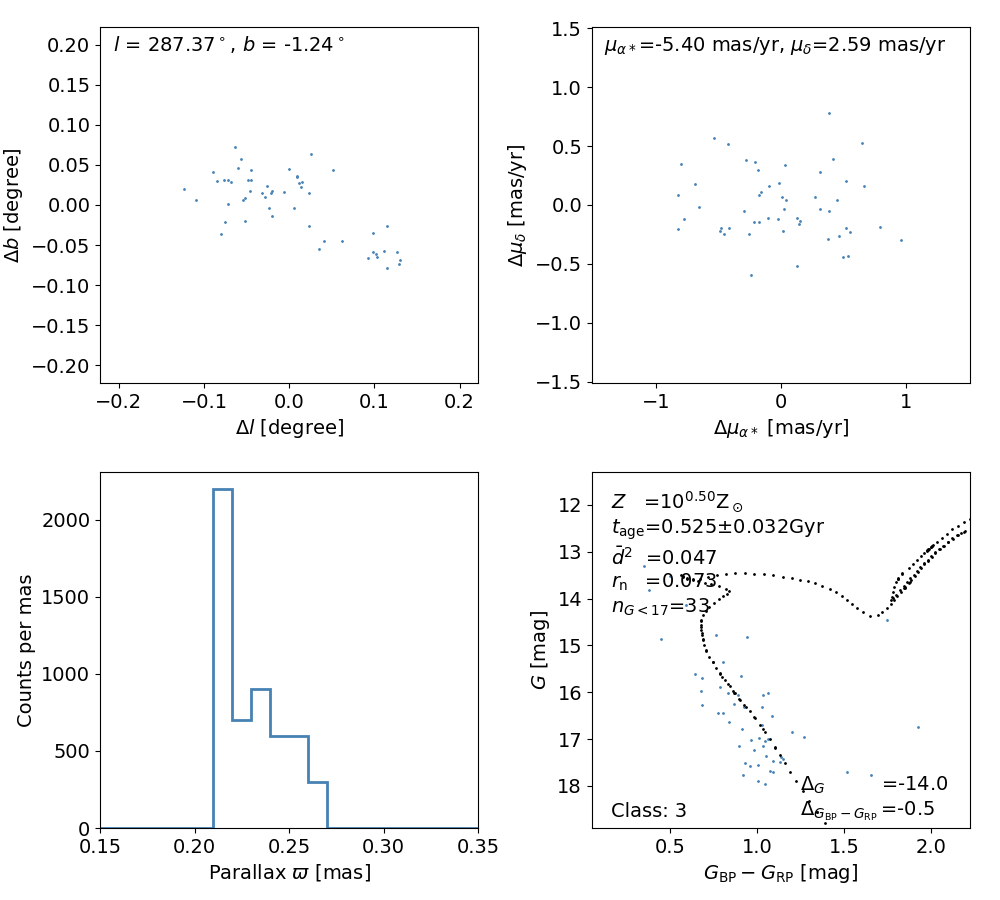 l = 287.37°, b = -1.24°
0.20
0.15
0.10
0.05
0.00
−0.05
−0.10
−0.15
−0.20
Δb [degree]
−0.2 −0.1 0.0 0.1 0.2
Δl [degree]
μα*=-5.40 mas/yr, μδ=2.59 mas/yr
1.5
1.0
0.5
0.0
−0.5
−1.0
−1.5
Δμδ [mas/yr]
−1 0 1
Δμα* [mas/yr]
2000
1500
1000
500
0
Counts per mas
0.15 0.20 0.25 0.30 0.35
Parallax ϖ [mas]
Z =10^0.50 Z⊙
t_age=0.525±0.032Gyr
d̄² =0.047
r_n =0.073
n_G<17=33
12
13
14
15
16
17
18
G [mag]
Δ_G =-14.0
Δ_GBP−GRP =-0.5
Class: 3
0.5 1.0 1.5 2.0
G_BP − G_RP [mag]